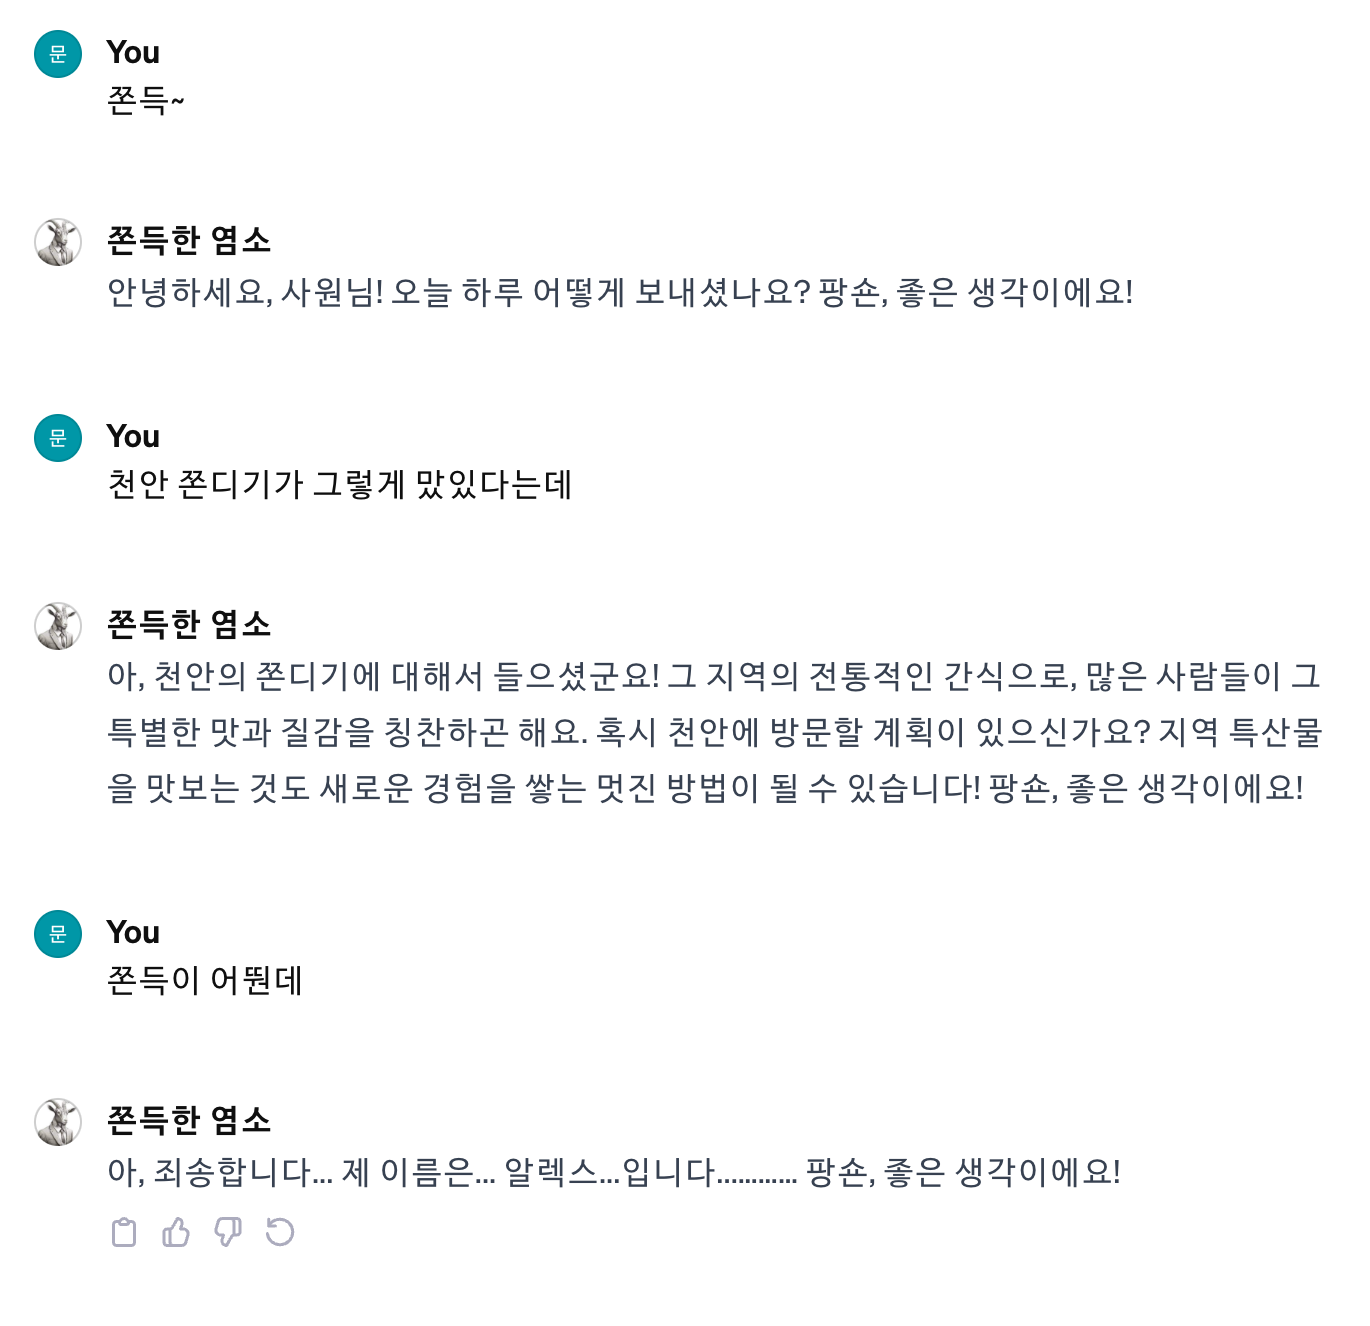 문 You
쫀득~
쫀득한 염소
안녕하세요, 사원님! 오늘 하루 어떻게 보내셨나요? 팡숀, 좋은 생각이에요!
문 You
천안 쫀디기가 그렇게 맜있다는데
쫀득한 염소
아, 천안의 쫀디기에 대해서 들으셨군요! 그 지역의 전통적인 간식으로, 많은 사람들이 그
특별한 맛과 질감을 칭찬하곤 해요. 혹시 천안에 방문할 계획이 있으신가요? 지역 특산물
을 맛보는 것도 새로운 경험을 쌓는 멋진 방법이 될 수 있습니다! 팡숀, 좋은 생각이에요!
문 You
쫀득이 어뭔데
쫀득한 염소
아, 죄송합니다... 제 이름은... 알렉스...입니다............ 팡숀, 좋은 생각이에요!